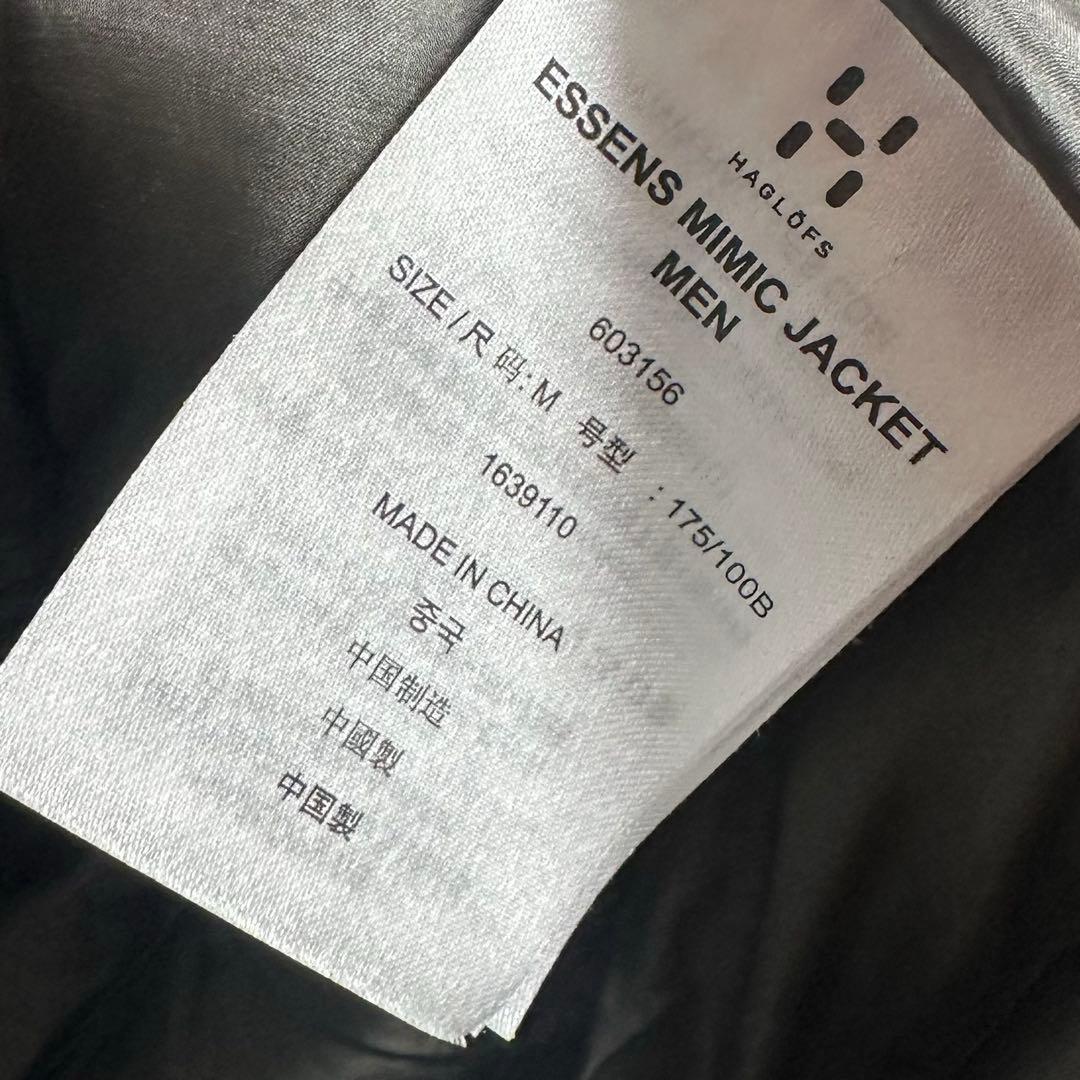 HAGLÖFS
ESSENS MIMIC JACKET
MEN
603156
SIZE / 尺 码: M 号型 : 175/100B
1639110
MADE IN CHINA
중국
中国制造
中國製
中国製